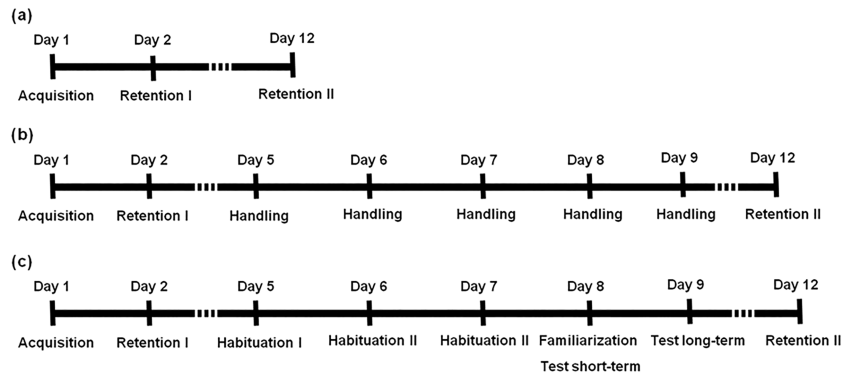 (a)
Day 1 Day 2 Day 12
Acquisition Retention I Retention II
(b)
Day 1 Day 2 Day 5 Day 6 Day 7 Day 8 Day 9 Day 12
Acquisition Retention I Handling Handling Handling Handling Handling Retention II
(c)
Day 1 Day 2 Day 5 Day 6 Day 7 Day 8 Day 9 Day 12
Acquisition Retention I Habituation I Habituation II Habituation II Familiarization Test long-term Retention II
Test short-term